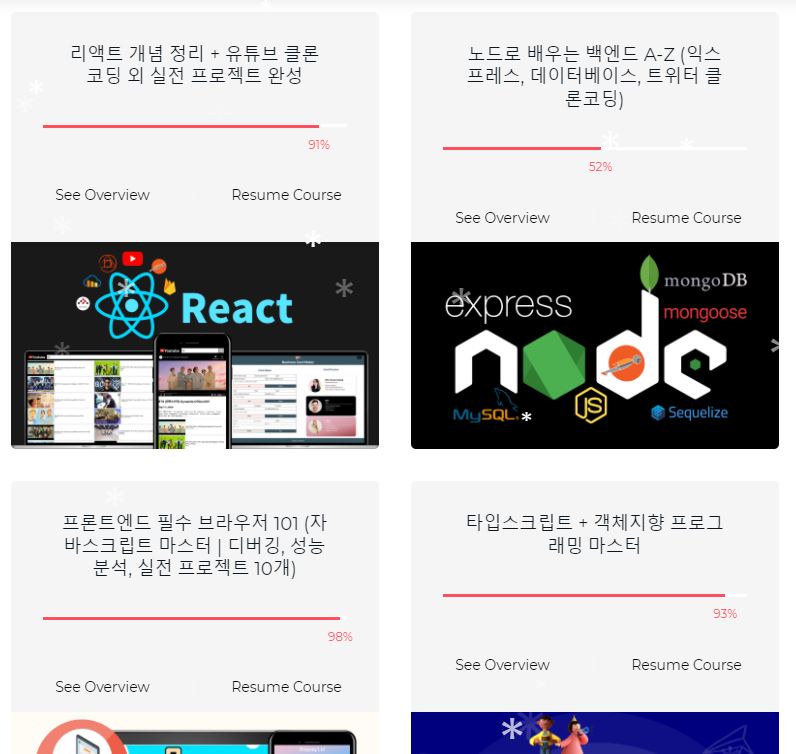 리액트 개념 정리 + 유튜브 클론
코딩 외 실전 프로젝트 완성
91%
See Overview
Resume Course
React
노드로 배우는 백엔드 A-Z (익스
프레스, 데이터베이스, 트위터 클
론코딩)
52%
See Overview
Resume Course
mongoDB
express
mongoose
node
JS
MySQL
Sequelize
프론트엔드 필수 브라우저 101 (자
바스크립트 마스터 | 디버깅, 성능
분석, 실전 프로젝트 10개)
98%
See Overview
Resume Course
타입스크립트 + 객체지향 프로그
래밍 마스터
93%
See Overview
Resume Course